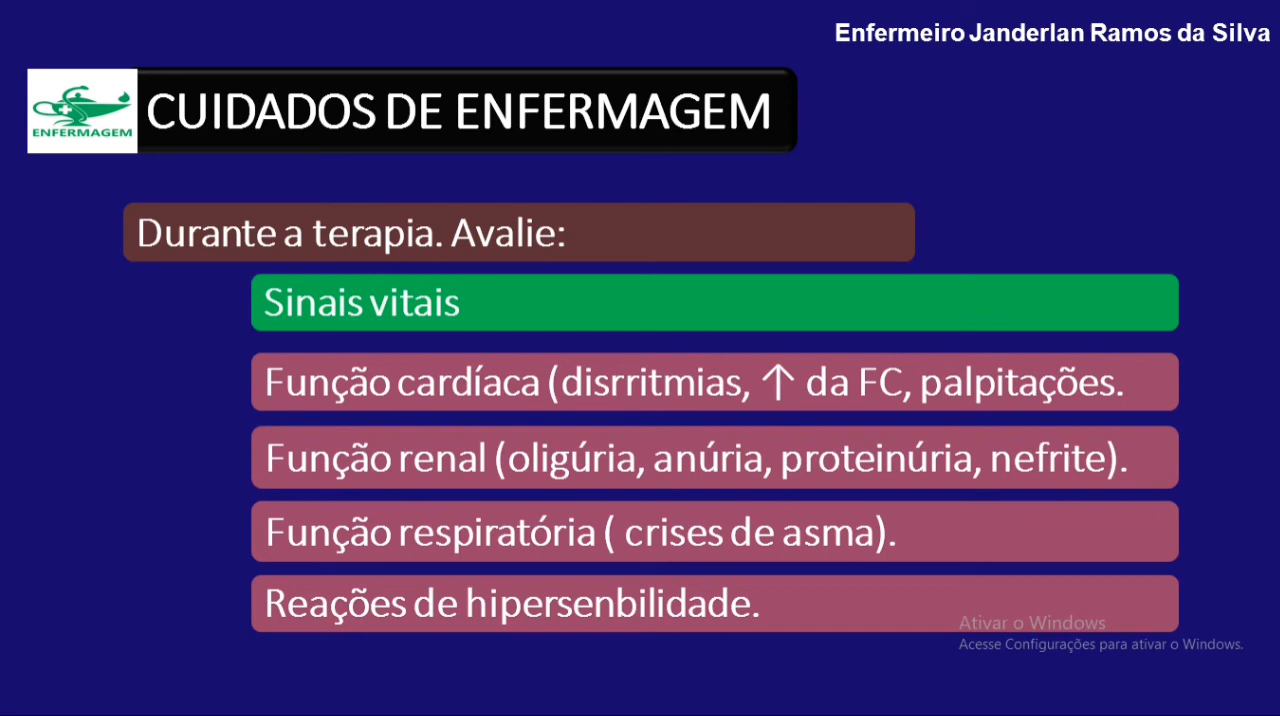 Enfermeiro Janderlan Ramos da Silva
ENFERMAGEM
CUIDADOS DE ENFERMAGEM
Durante a terapia. Avalie:
Sinais vitais
Função cardíaca (disrritmias, ↑ da FC, palpitações.
Função renal (oligúria, anúria, proteinúria, nefrite).
Função respiratória ( crises de asma).
Reações de hipersenbilidade.
Ativar o Windows
Acesse Configurações para ativar o Windows.